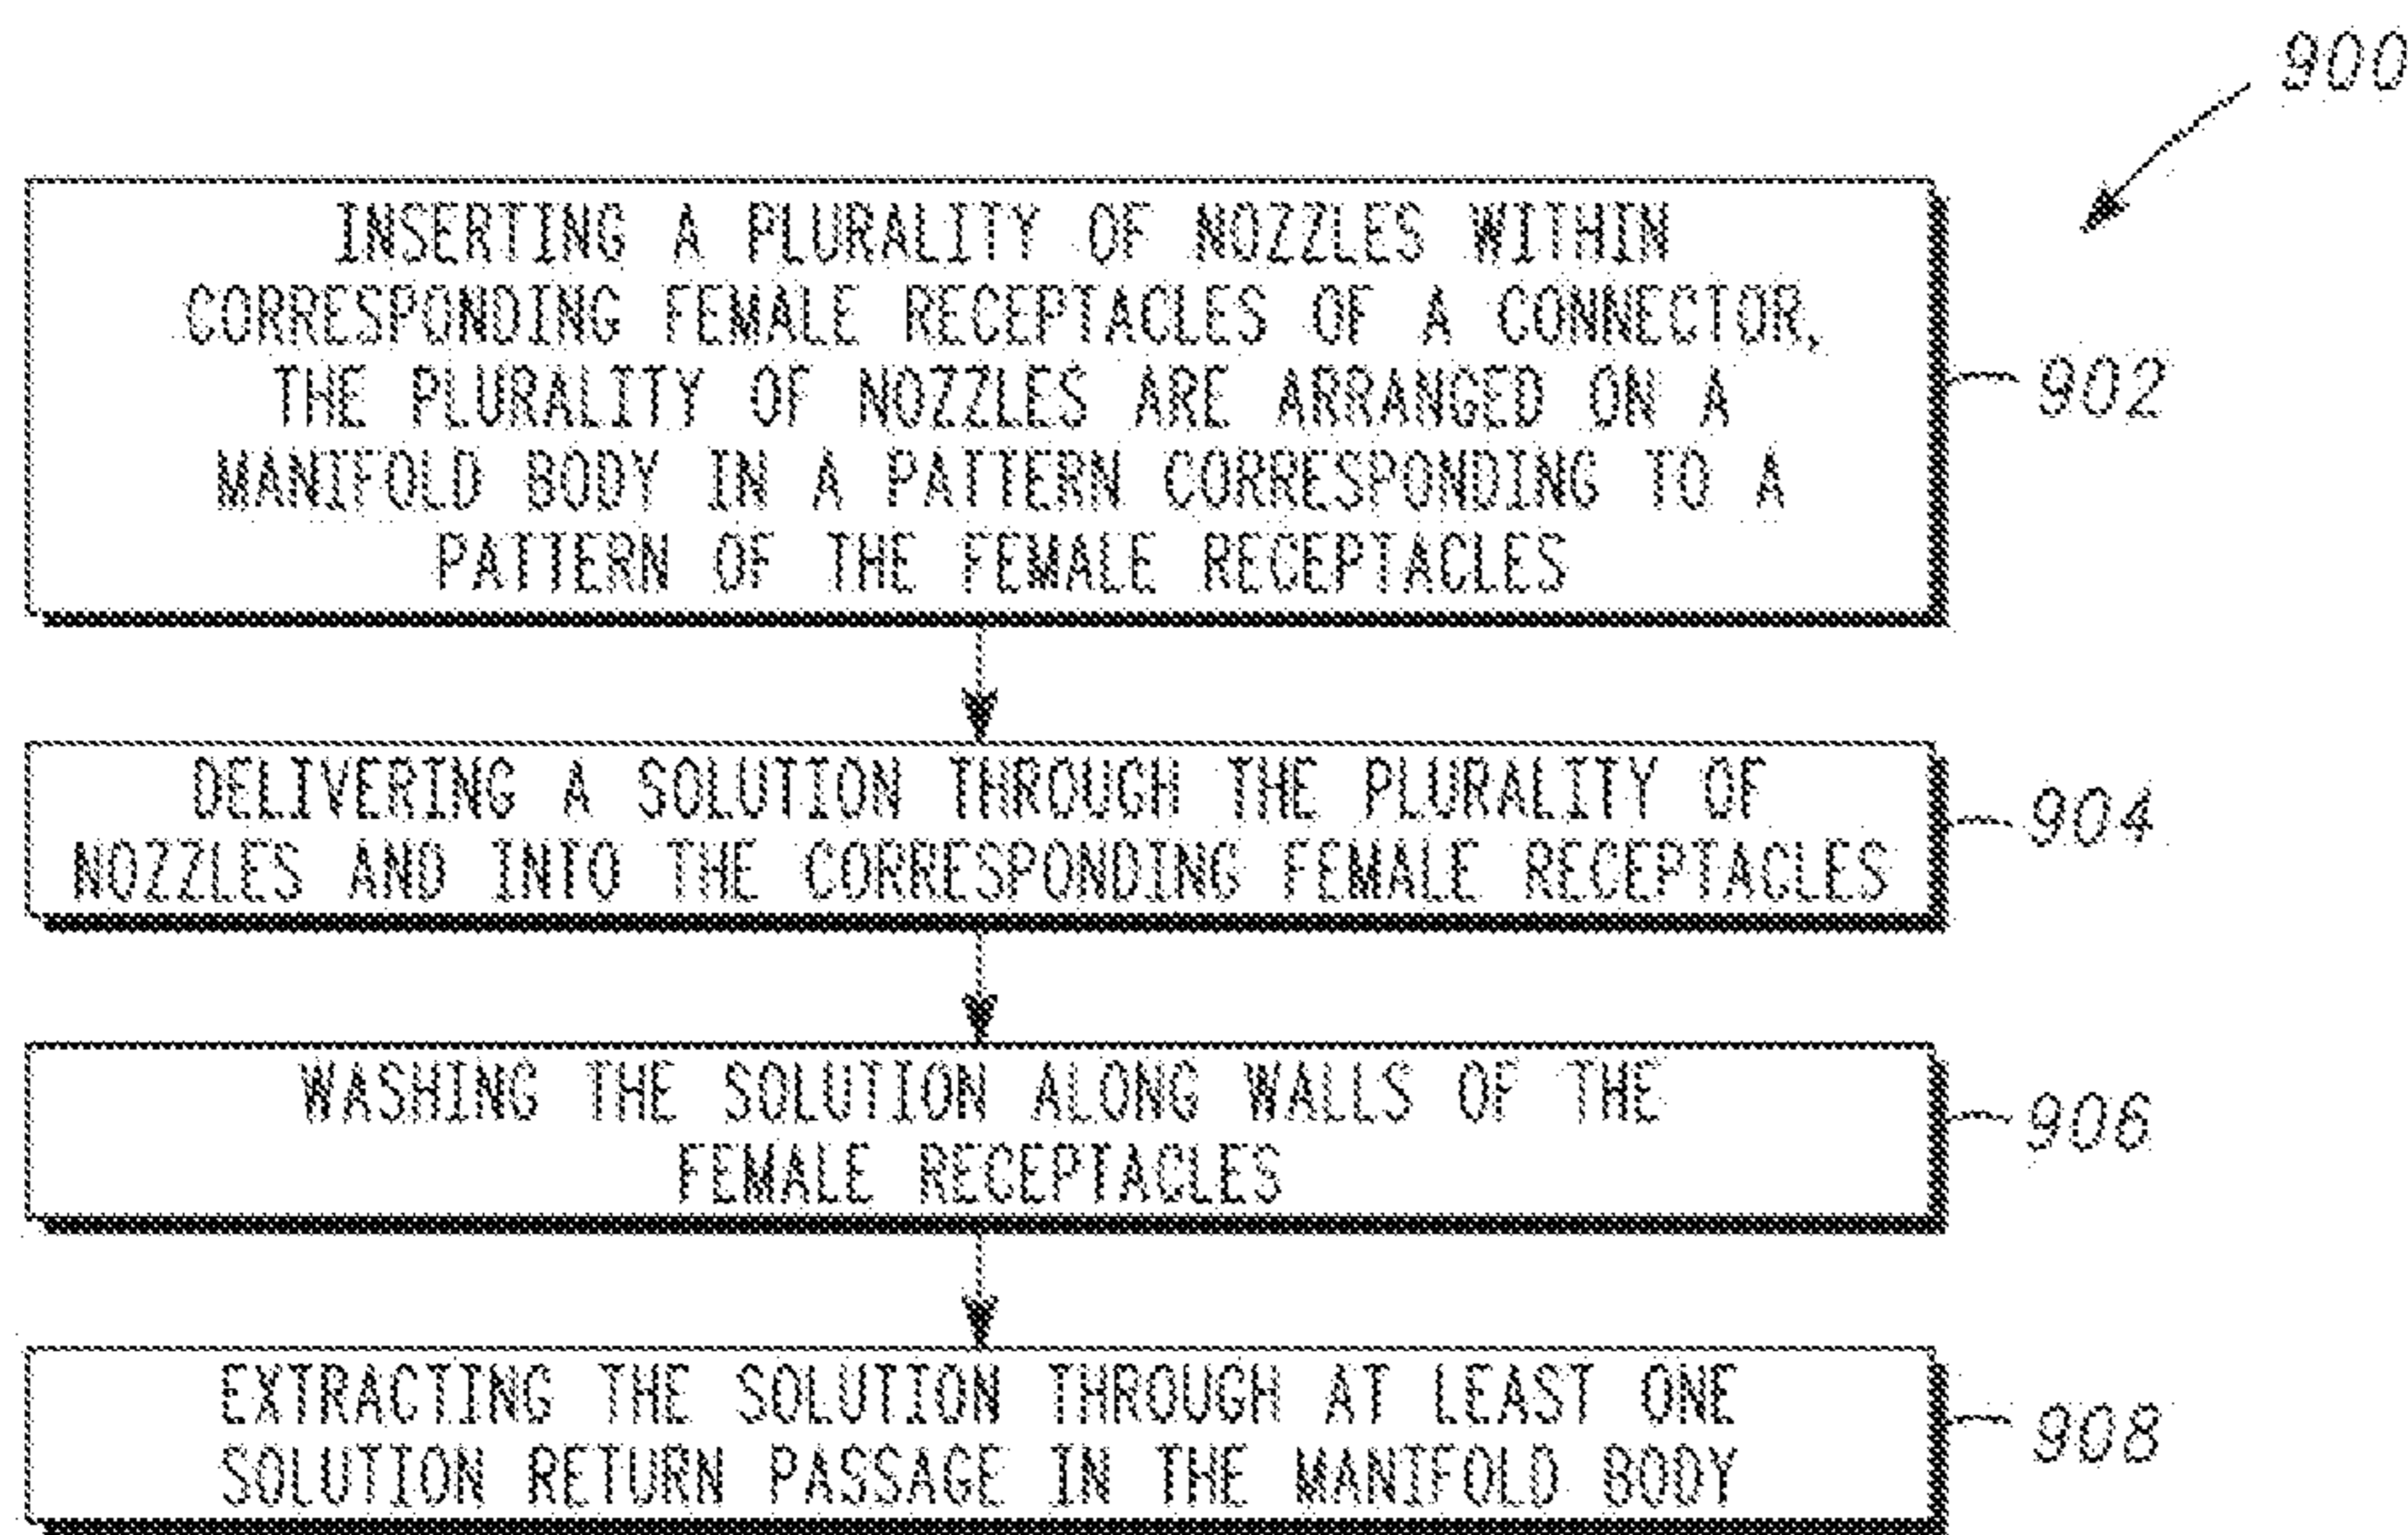 900
INSERTING A PLURALITY OF NOZZLES WITHIN
CORRESPONDING FEMALE RECEPTACLES OF A CONNECTOR,
THE PLURALITY OF NOZZLES ARE ARRANGED ON A
MANIFOLD BODY IN A PATTERN CORRESPONDING TO A
PATTERN OF THE FEMALE RECEPTACLES
902
DELIVERING A SOLUTION THROUGH THE PLURALITY OF
NOZZLES AND INTO THE CORRESPONDING FEMALE RECEPTACLES
904
WASHING THE SOLUTION ALONG WALLS OF THE
FEMALE RECEPTACLES
906
EXTRACTING THE SOLUTION THROUGH AT LEAST ONE
SOLUTION RETURN PASSAGE IN THE MANIFOLD BODY
908